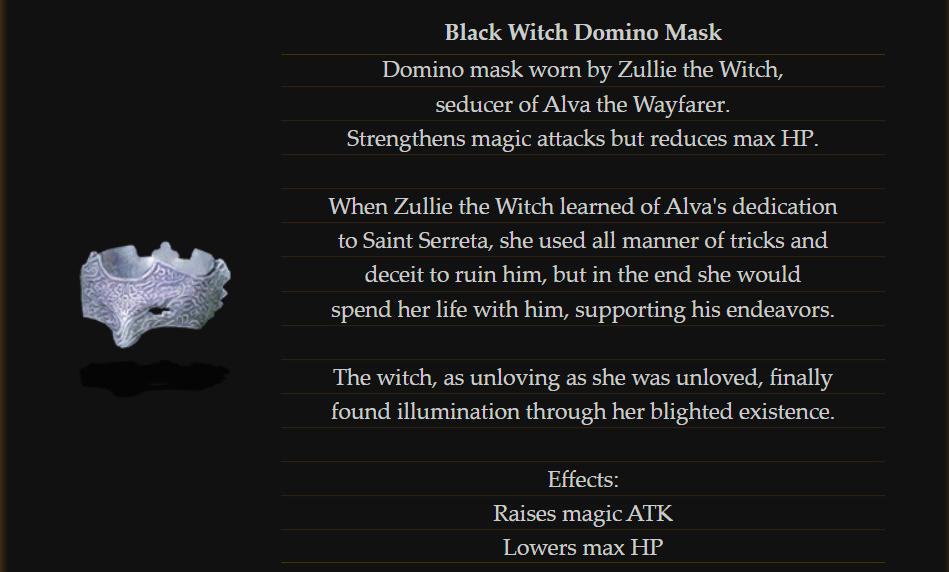 Black Witch Domino Mask
Domino mask worn by Zullie the Witch,
seducer of Alva the Wayfarer.
Strengthens magic attacks but reduces max HP.
When Zullie the Witch learned of Alva's dedication
to Saint Serreta, she used all manner of tricks and
deceit to ruin him, but in the end she would
spend her life with him, supporting his endeavors.
The witch, as unloving as she was unloved, finally
found illumination through her blighted existence.
Effects:
Raises magic ATK
Lowers max HP